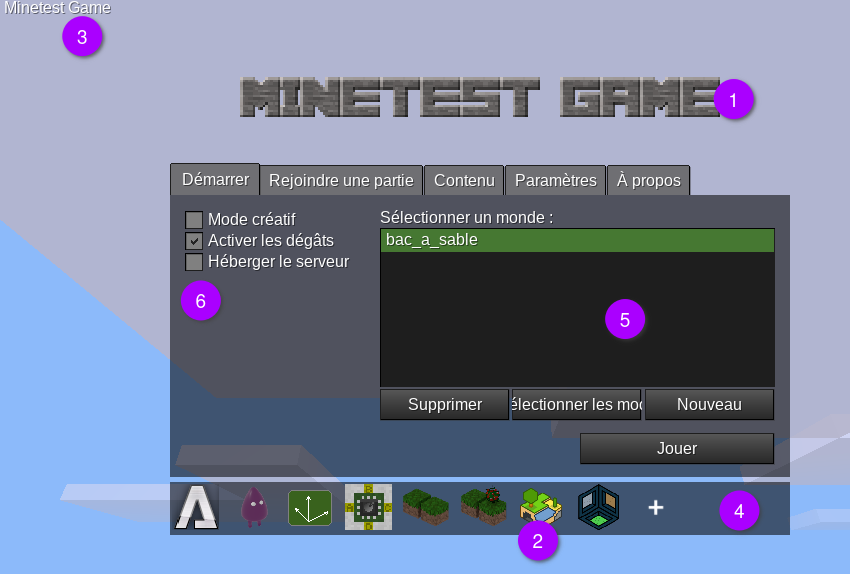 Minetest Game
3
MINETEST GAME
1
Démarrer
Rejoindre une partie
Contenu
Paramètres
À propos
Mode créatif
Activer les dégâts
Héberger le serveur
6
Sélectionner un monde :
bac_a_sable
5
Supprimer
électionner les mod
Nouveau
Jouer
B
A
C
D
+
4
2